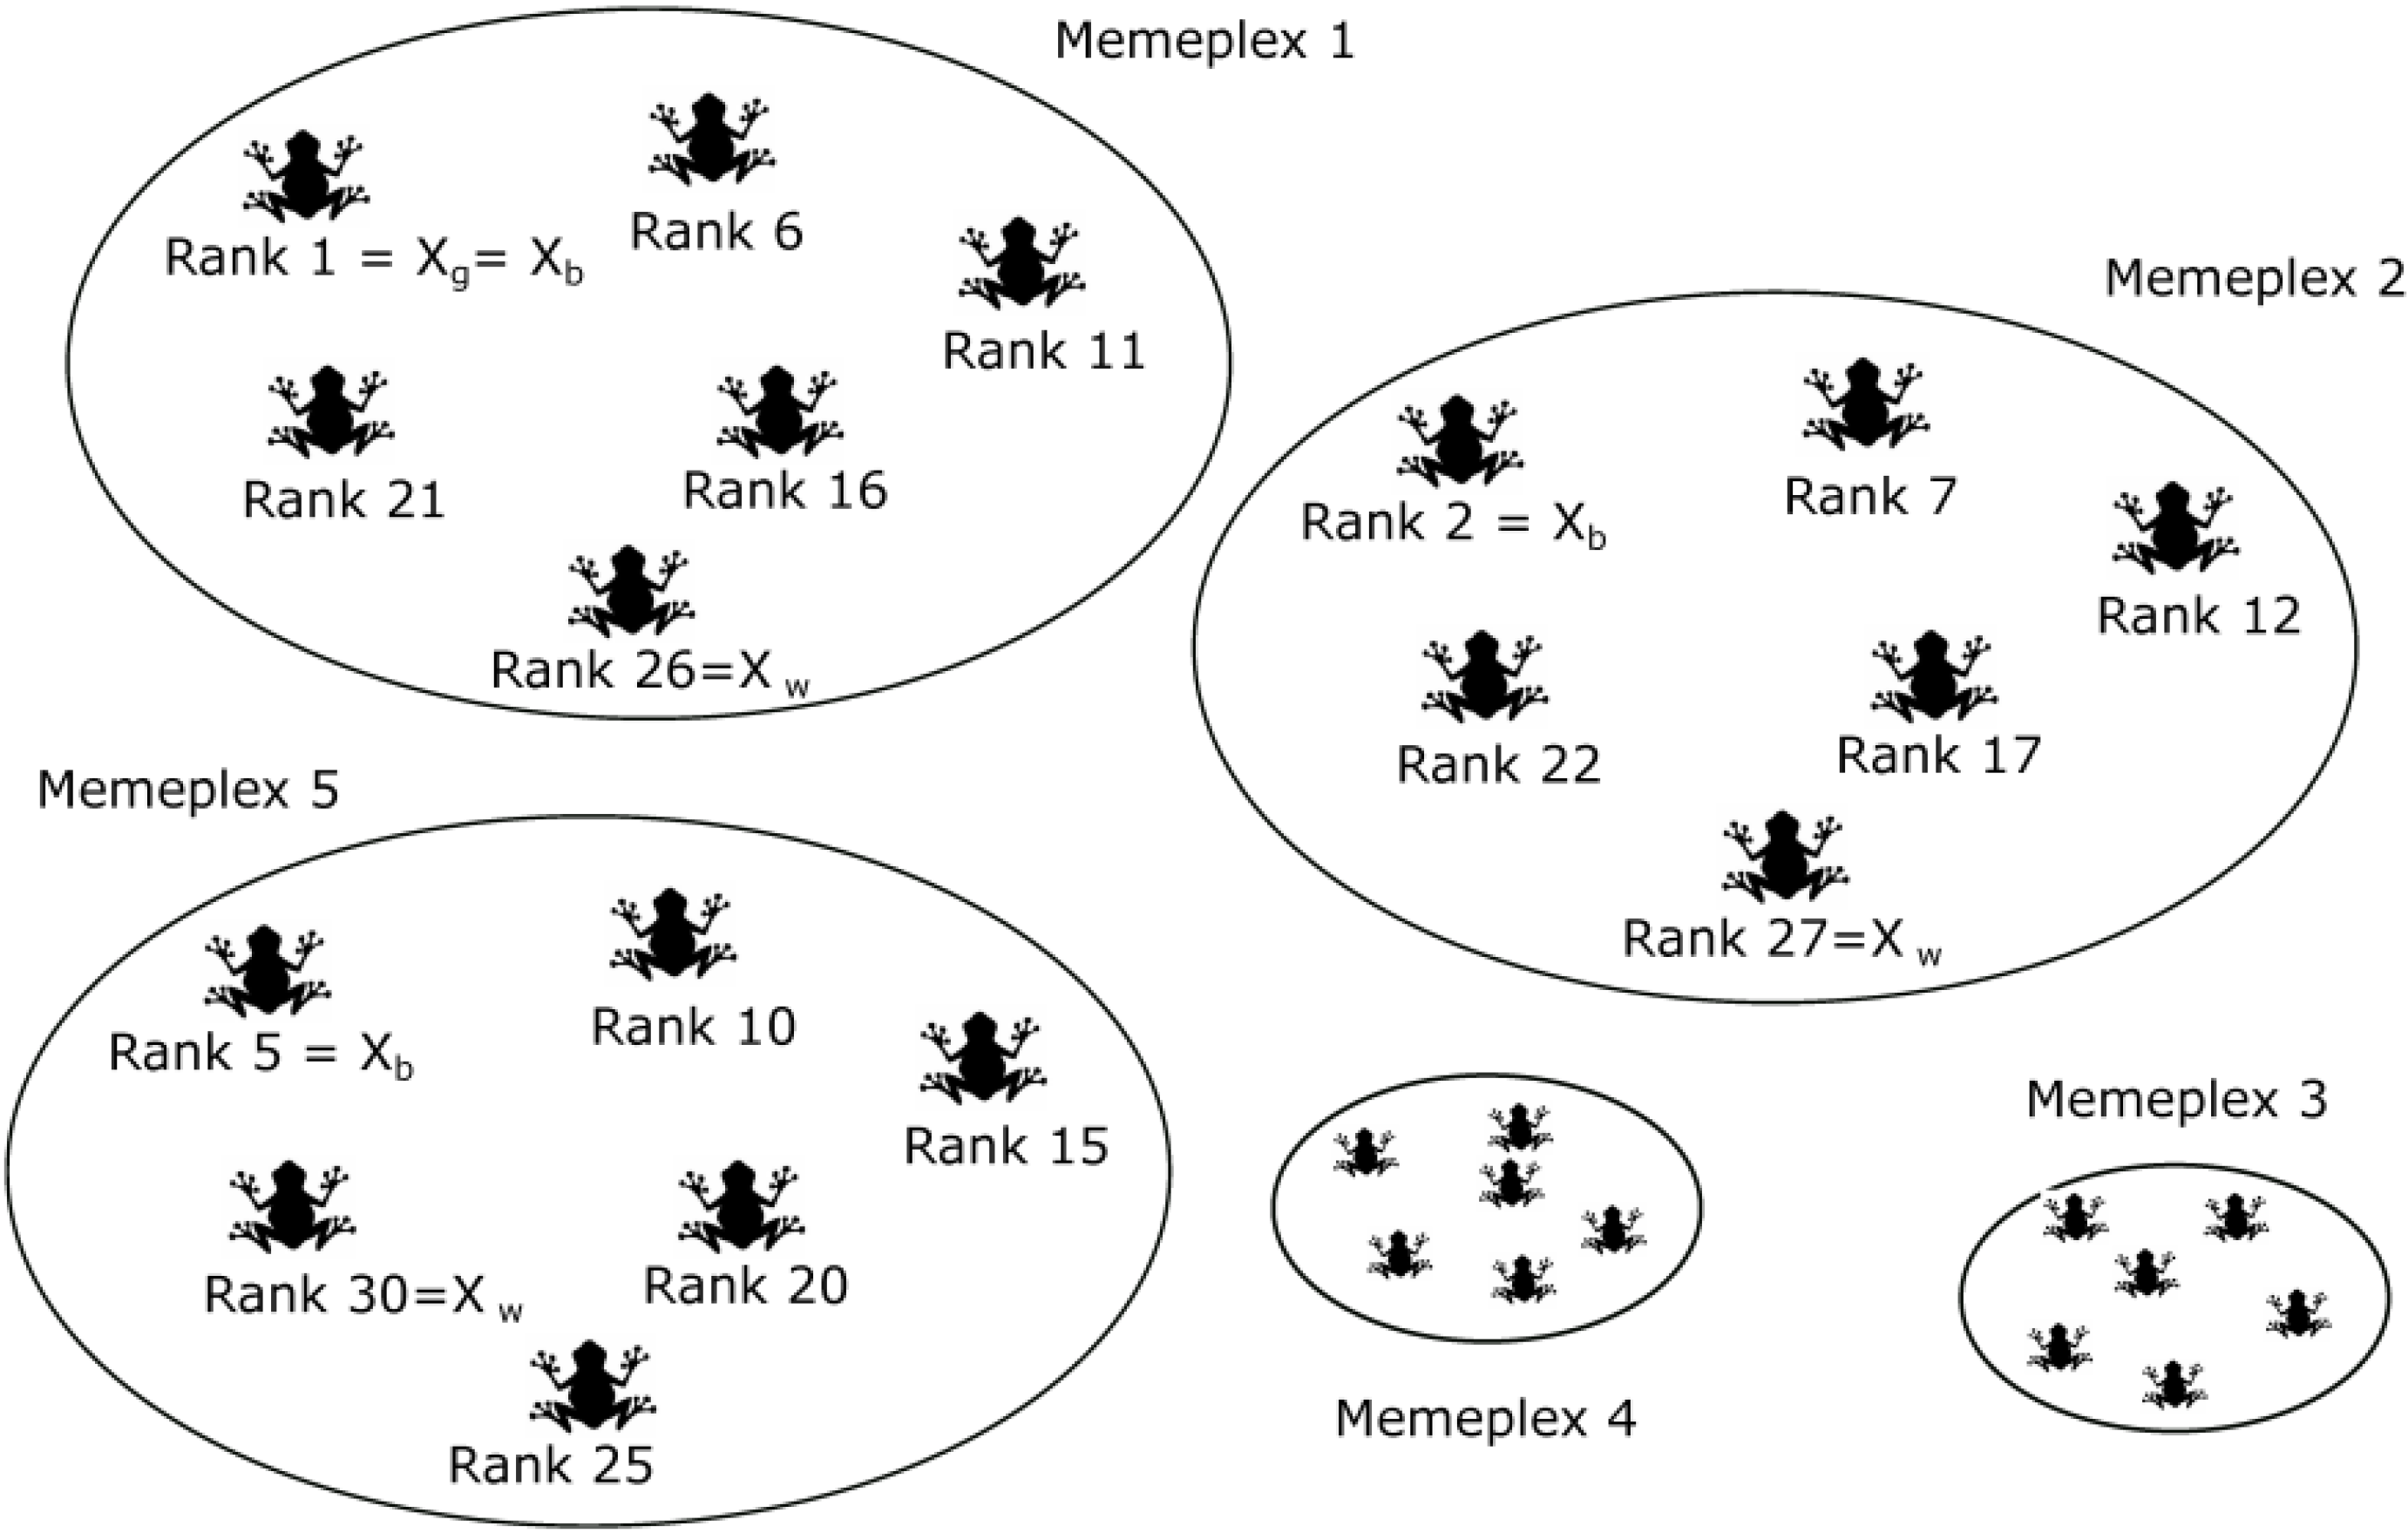 Memeplex 1
Rank 1 = Xg= Xb
Rank 6
Rank 11
Rank 21
Rank 16
Rank 26=X w
Memeplex 2
Rank 2 = Xb
Rank 7
Rank 12
Rank 22
Rank 17
Rank 27=X w
Memeplex 5
Rank 5 = Xb
Rank 10
Rank 15
Rank 30=X w
Rank 20
Rank 25
Memeplex 3
Memeplex 4